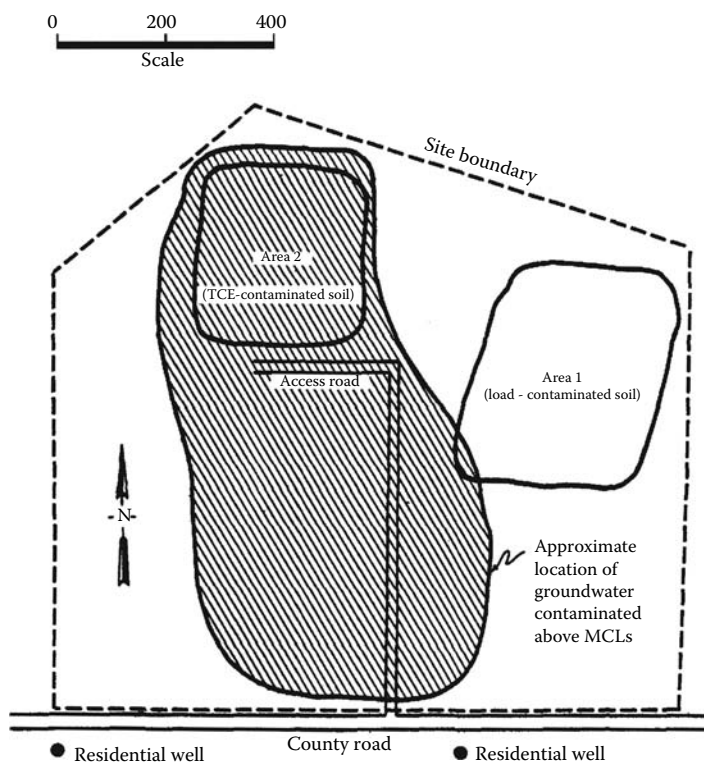 0 200 400
Scale
Site boundary
Area 2
(TCE-contaminated soil)
Access road
Area 1
(load - contaminated soil)
N
Approximate
location of
groundwater
contaminated
above MCLs
County road
Residential well
Residential well